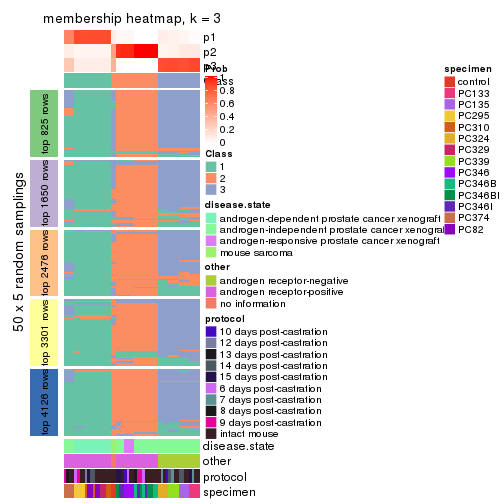 membership heatmap, k = 3
p1
p2
p3
Class
50 x 5 random samplings
top 825 rows
top 1650 rows
top 2476 rows
top 3301 rows
top 4126 rows
disease.state
other
protocol
specimen
Prob
1
0.8
0.6
0.4
0.2
0
Class
1
2
3
disease.state
androgen-dependent prostate cancer xenograft
androgen-independent prostate cancer xenograft
androgen-responsive prostate cancer xenograft
mouse sarcoma
other
androgen receptor-negative
androgen receptor-positive
no information
protocol
10 days post-castration
12 days post-castration
13 days post-castration
14 days post-castration
15 days post-castration
6 days post-castration
7 days post-castration
8 days post-castration
9 days post-castration
intact mouse
specimen
control
PC133
PC135
PC295
PC310
PC324
PC329
PC339
PC346
PC346B
PC346BI
PC346I
PC374
PC82